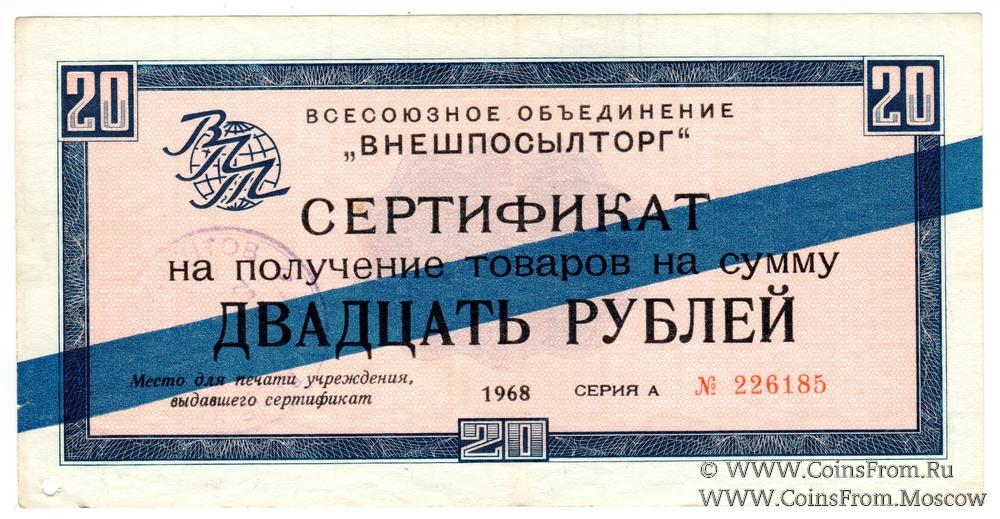 20
20
ВПТ
ВСЕСОЮЗНОЕ ОБЪЕДИНЕНИЕ
„ВНЕШПОСЫЛТОРГ“
СЕРТИФИКАТ
на получение товаров на сумму
ДВАДЦАТЬ РУБЛЕЙ
Место для печати учреждения,
выдавшего сертификат
1968 СЕРИЯ А № 226185
20
© WWW.CoinsFrom.Ru
WWW.CoinsFrom.Moscow